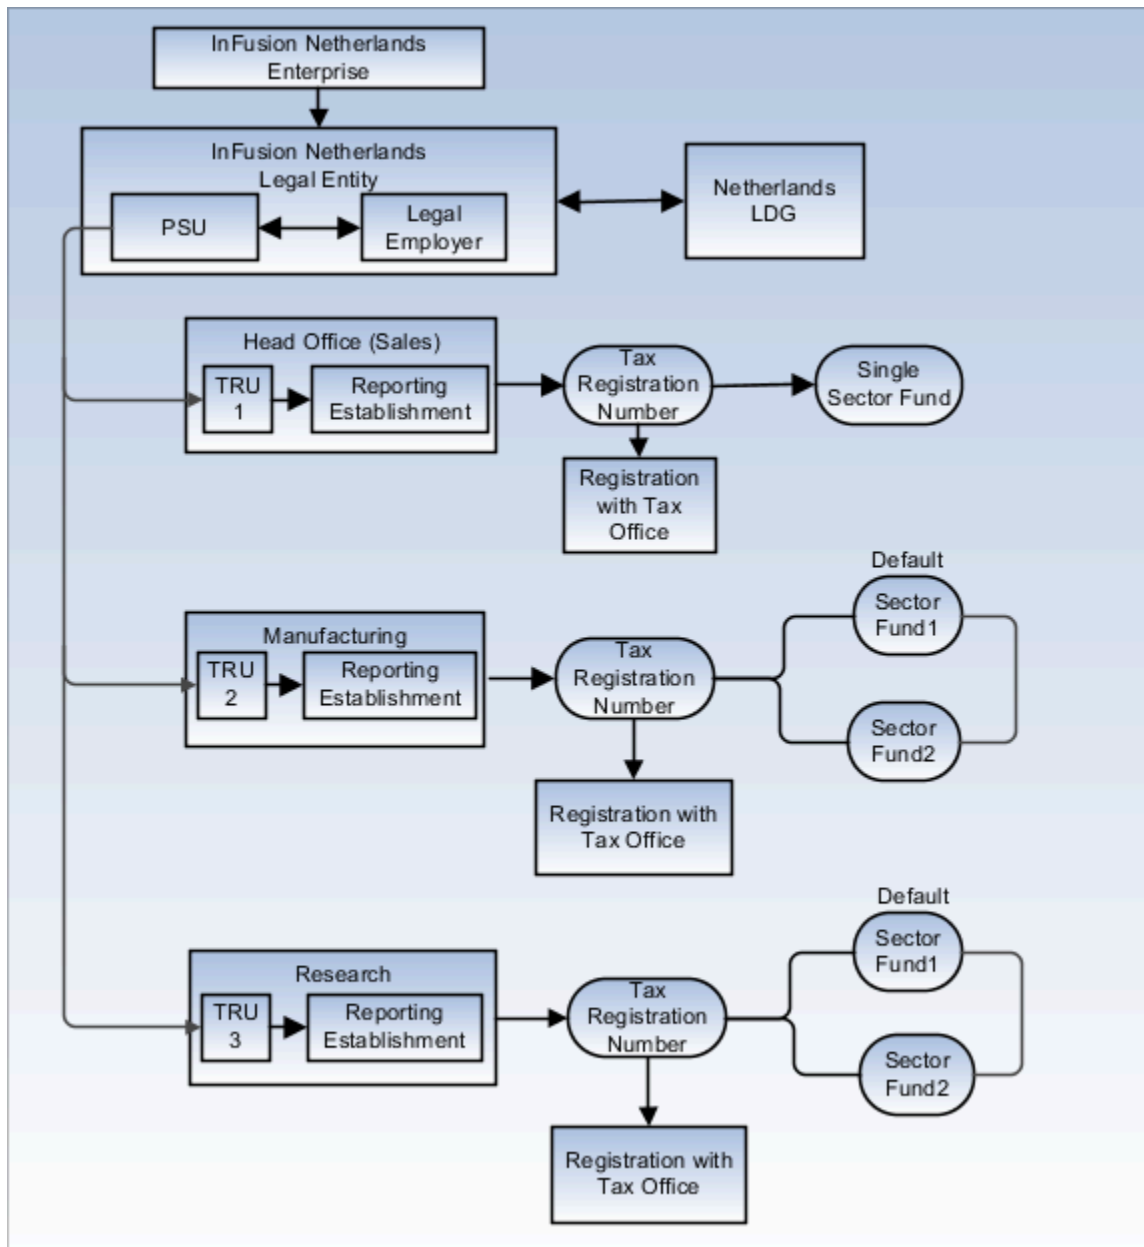 InFusion Netherlands
Enterprise
InFusion Netherlands
Legal Entity
PSU
Legal
Employer
Netherlands
LDG
Head Office (Sales)
TRU
1
Reporting
Establishment
Tax
Registration
Number
Single
Sector Fund
Registration
with Tax
Office
Manufacturing
TRU
2
Reporting
Establishment
Tax
Registration
Number
Default
Sector
Fund1
Sector
Fund2
Registration with
Tax Office
Research
TRU
3
Reporting
Establishment
Tax
Registration
Number
Default
Sector
Fund1
Sector
Fund2
Registration with
Tax Office